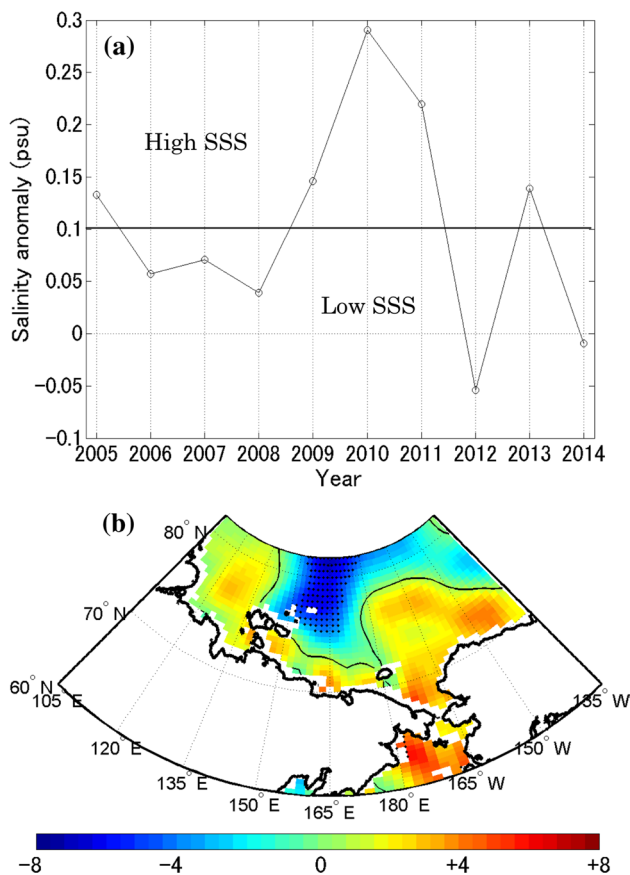 (a)
0.3
0.25
0.2
0.15
0.1
0.05
0
-0.05
-0.1
Salinity anomaly (psu)
High SSS
Low SSS
2005 2006 2007 2008 2009 2010 2011 2012 2013 2014
Year
(b)
80° N
70° N
60° N
105° E
120° E
135° E
150° E
165° E
180° E
165° W
150° W
135° W
-8 -4 0 +4 +8